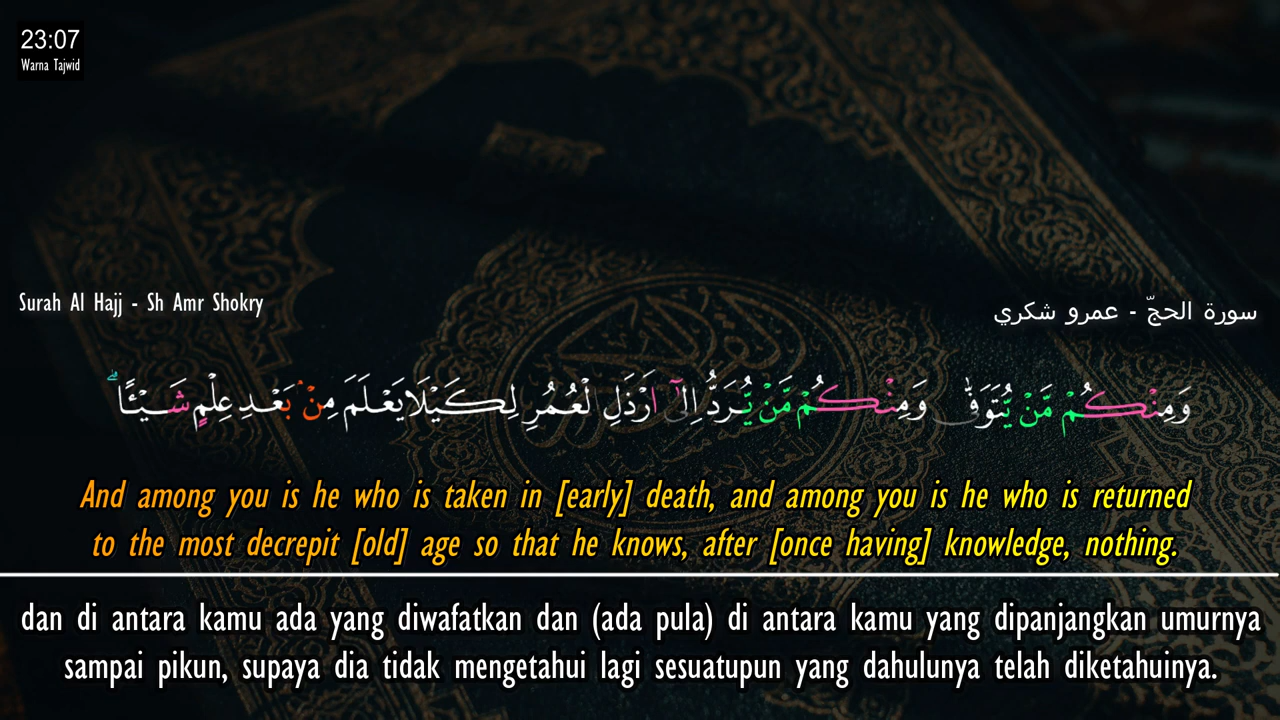 23:07
Warna Tajwid
Surah Al Hajj - Sh Amr Shokry
سورة الحجّ - عمرو شكري
وَمِنْكُمْ مَّنْ يُّتَوَفّٰى وَمِنْكُمْ مَّنْ يُّرَدُّ اِلٰٓى اَرْذَلِ الْعُمُرِ لِكَيْلَا يَعْلَمَ مِنْۢ بَعْدِ عِلْمٍ شَيْـًٔاۗ
And among you is he who is taken in [early] death, and among you is he who is returned
to the most decrepit [old] age so that he knows, after [once having] knowledge, nothing.
dan di antara kamu ada yang diwafatkan dan (ada pula) di antara kamu yang dipanjangkan umurnya
sampai pikun, supaya dia tidak mengetahui lagi sesuatupun yang dahulunya telah diketahuinya.